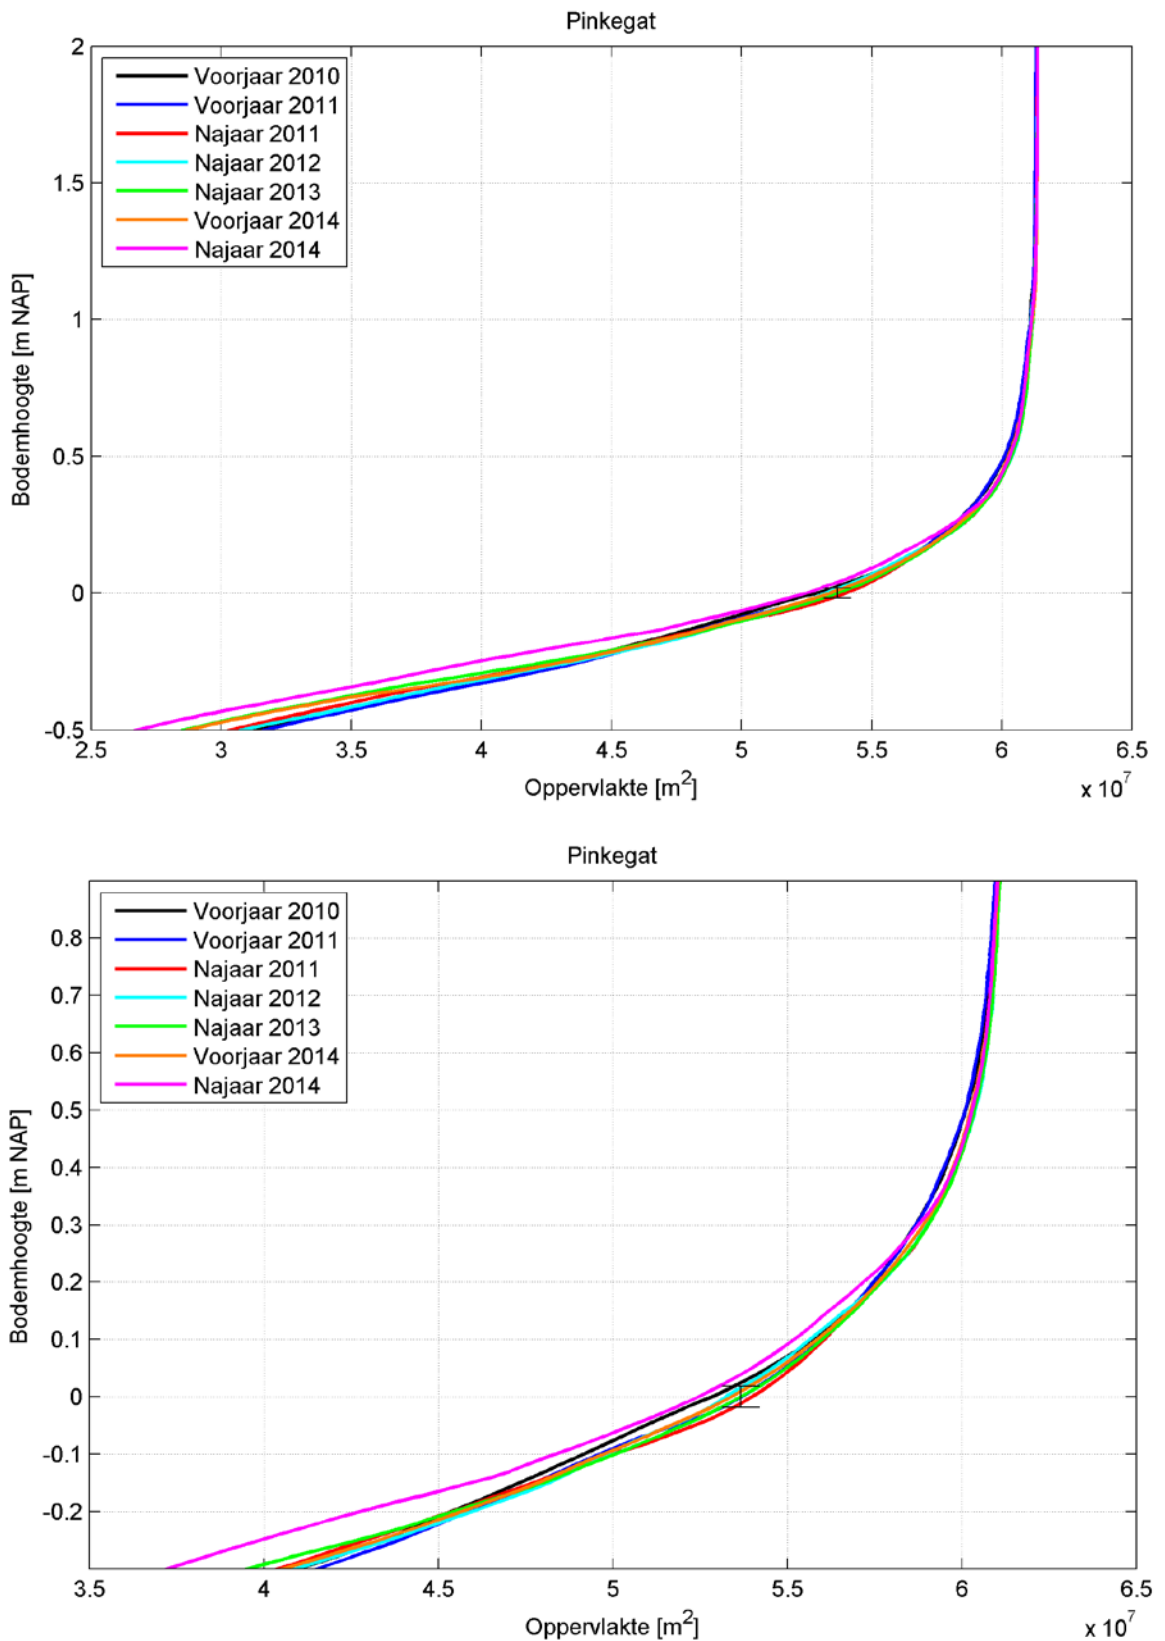 Pinkegat
2
1.5
1
0.5
0
-0.5
Bodemhoogte [m NAP]
Voorjaar 2010
Voorjaar 2011
Najaar 2011
Najaar 2012
Najaar 2013
Voorjaar 2014
Najaar 2014
2.5 3 3.5 4 4.5 5 5.5 6 6.5
Oppervlakte [m²]
x 10⁷
Pinkegat
0.8
0.7
0.6
0.5
0.4
0.3
0.2
0.1
0
-0.1
-0.2
Bodemhoogte [m NAP]
Voorjaar 2010
Voorjaar 2011
Najaar 2011
Najaar 2012
Najaar 2013
Voorjaar 2014
Najaar 2014
3.5 4 4.5 5 5.5 6 6.5
Oppervlakte [m²]
x 10⁷